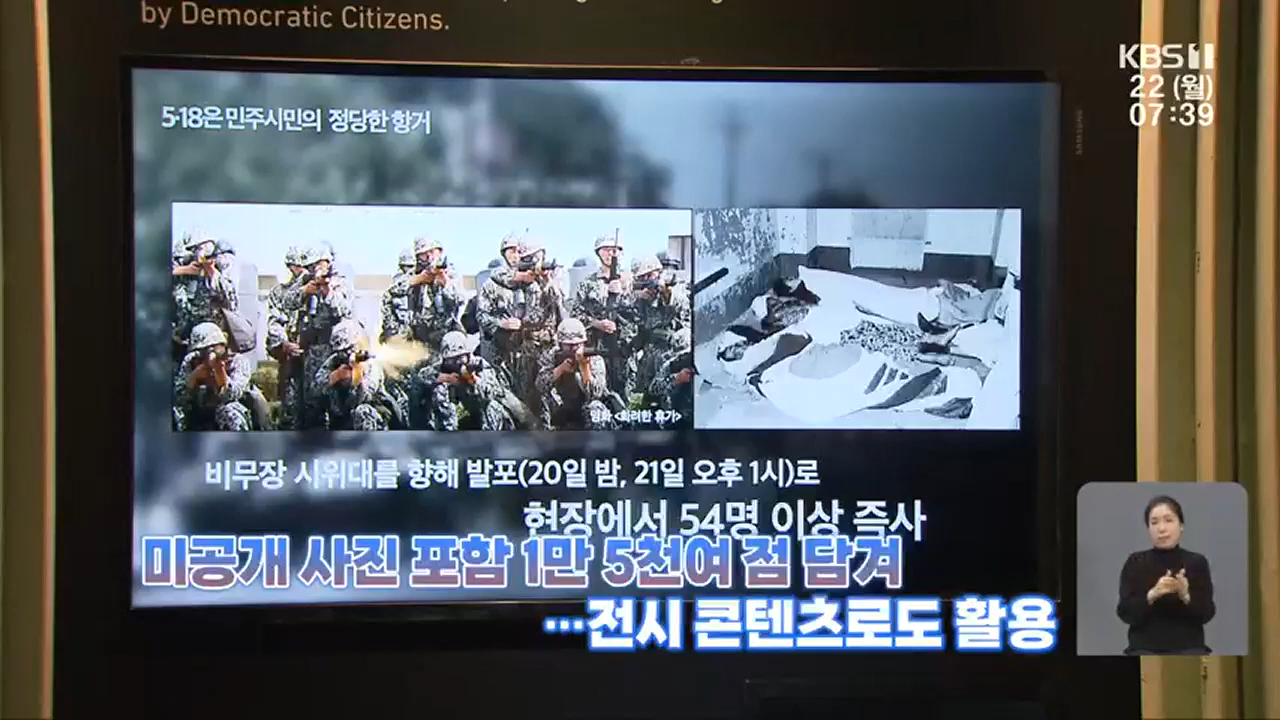 by Democratic Citizens.
KBS 1
22 (월)
07:39
SAMSUNG
5·18은 민주시민의 정당한 항거
영화 <화려한 휴가>
비무장 시위대를 향해 발포(20일 밤, 21일 오후 1시)로
현장에서 54명 이상 즉사
미공개 사진 포함 1만 5천여 점 담겨
…전시 콘텐츠로도 활용